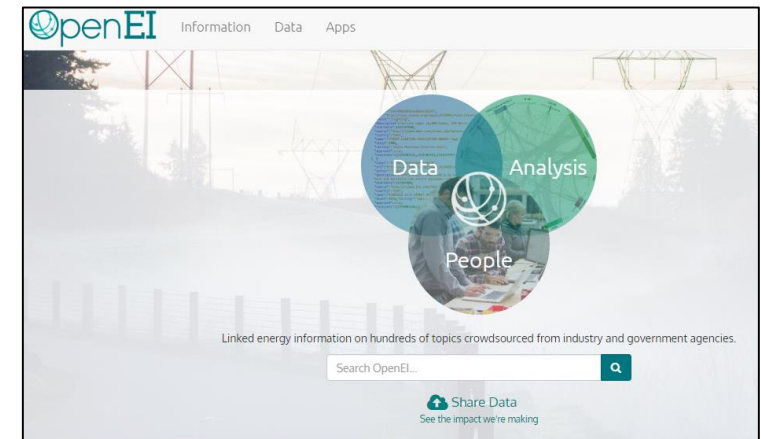 OpenEI Information Data Apps
Data Analysis
People
Linked energy information on hundreds of topics crowdsourced from industry and government agencies.
Search OpenEI...
Share Data
See the impact we're making